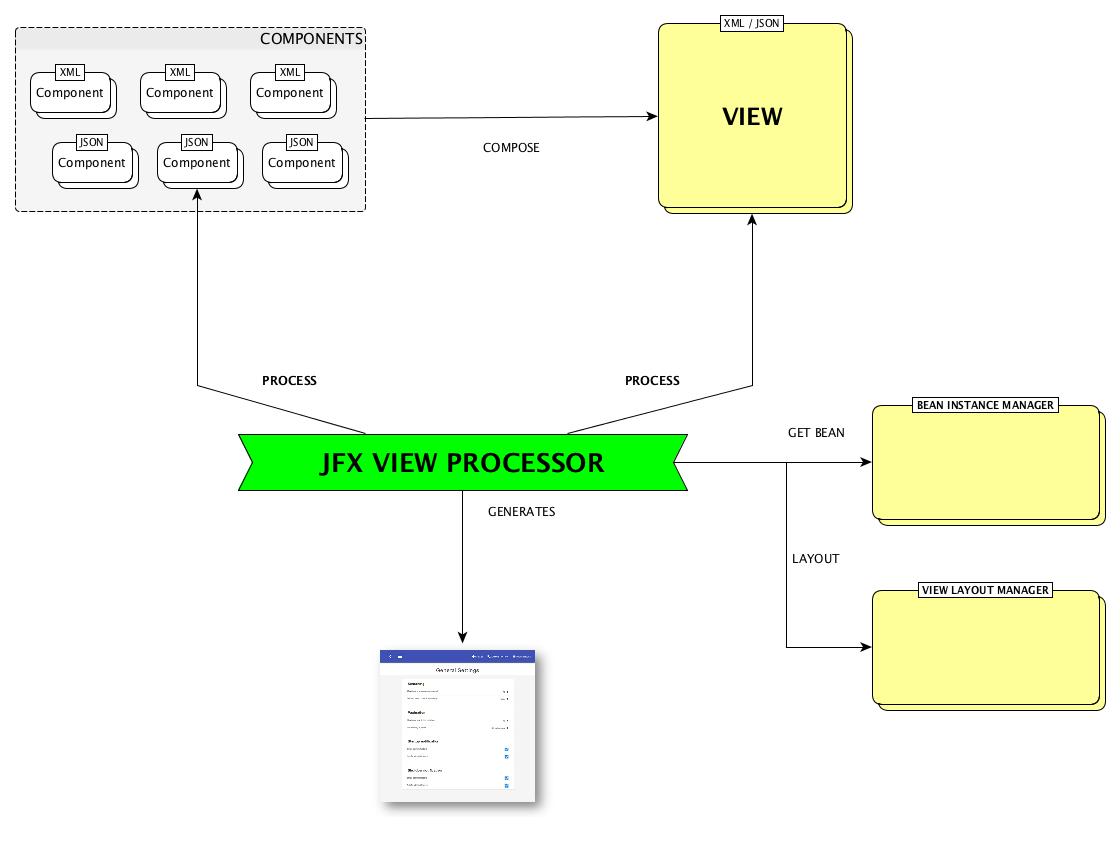 XML / JSON
COMPONENTS
XML
XML
XML
Component
Component
Component
VIEW
JSON
JSON
JSON
COMPOSE
Component
Component
Component
PROCESS
PROCESS
BEAN INSTANCE MANAGER
GET BEAN
JFX VIEW PROCESSOR
GENERATES
LAYOUT
VIEW LAYOUT MANAGER
General Settings